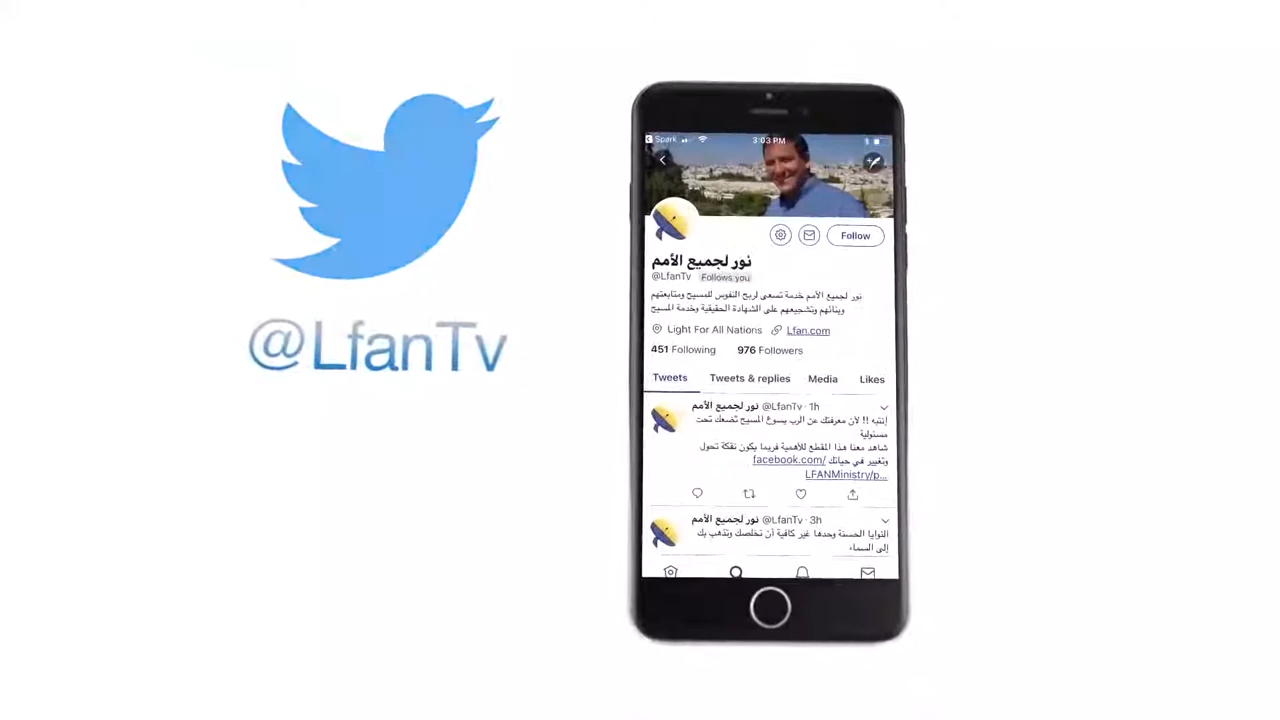 @LfanTv
Spark
3:03 PM
Follow
نور لجميع الأمم
@LfanTv Follows you
نور لجميع الأمم خدمة تسعى لربح النفوس للمسيح ومتابعتهم
وبنائهم وتشجيعهم على الشهادة الحقيقية وخدمة المسيح
Light For All Nations Lfan.com
451 Following 976 Followers
Tweets Tweets & replies Media Likes
نور لجميع الأمم @LfanTv · 1h
إنتبه !! لأن معرفتك عن الرب يسوع المسيح تضعك تحت
مسئولية
شاهد معنا هذا المقطع للأهمية فربما يكون نقكة تحول
وتغيير في حياتك facebook.com/
LFANMinistry/p...
نور لجميع الأمم @LfanTv · 3h
النوايا الحسنة وحدها غير كافية أن تخلصك وتذهب بك
إلى السماء